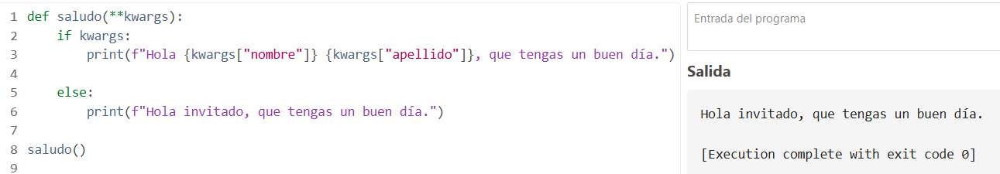 1 def saludo(**kwargs):
2     if kwargs:
3         print(f"Hola {kwargs["nombre"]} {kwargs["apellido"]}, que tengas un buen día.")
4
5     else:
6         print(f"Hola invitado, que tengas un buen día.")
7
8 saludo()
9
Entrada del programa
Salida
Hola invitado, que tengas un buen día.
[Execution complete with exit code 0]